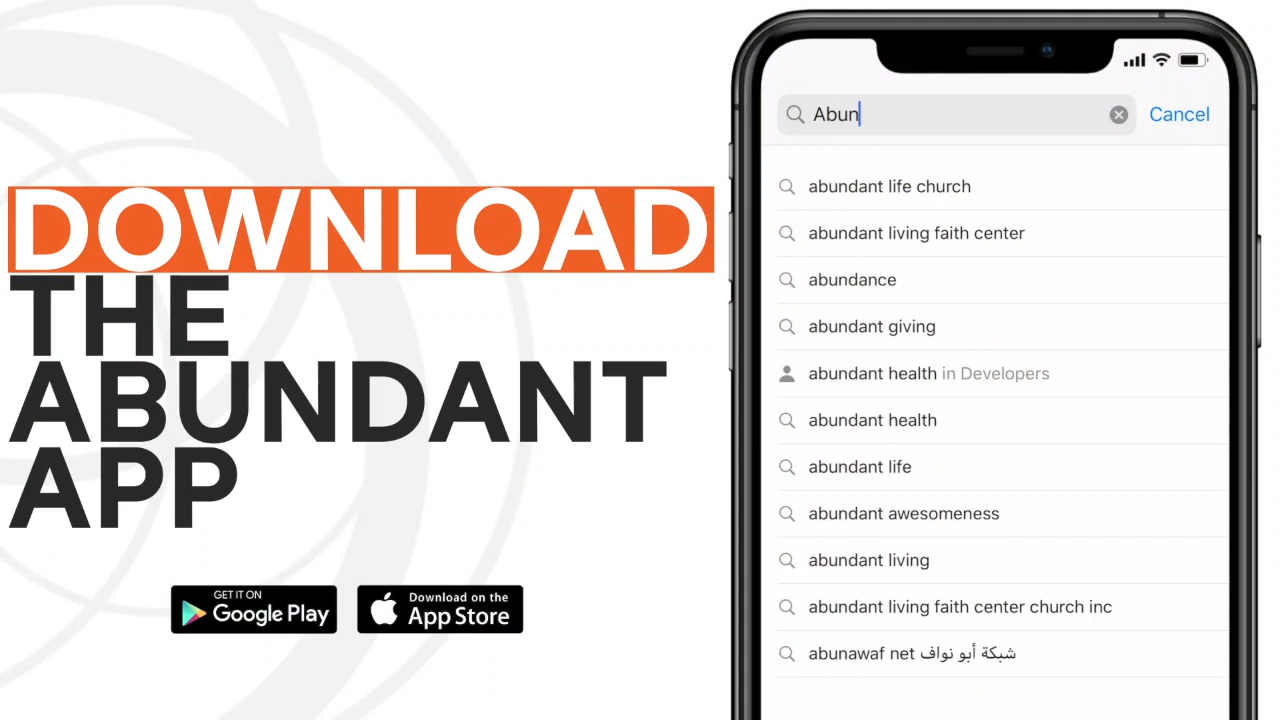 DOWNLOAD
THE
ABUNDANT
APP
GET IT ON
Google Play
Download on the
App Store
Abun
Cancel
abundant life church
abundant living faith center
abundance
abundant giving
abundant health in Developers
abundant health
abundant life
abundant awesomeness
abundant living
abundant living faith center church inc
abunawaf net شبكة أبو نواف